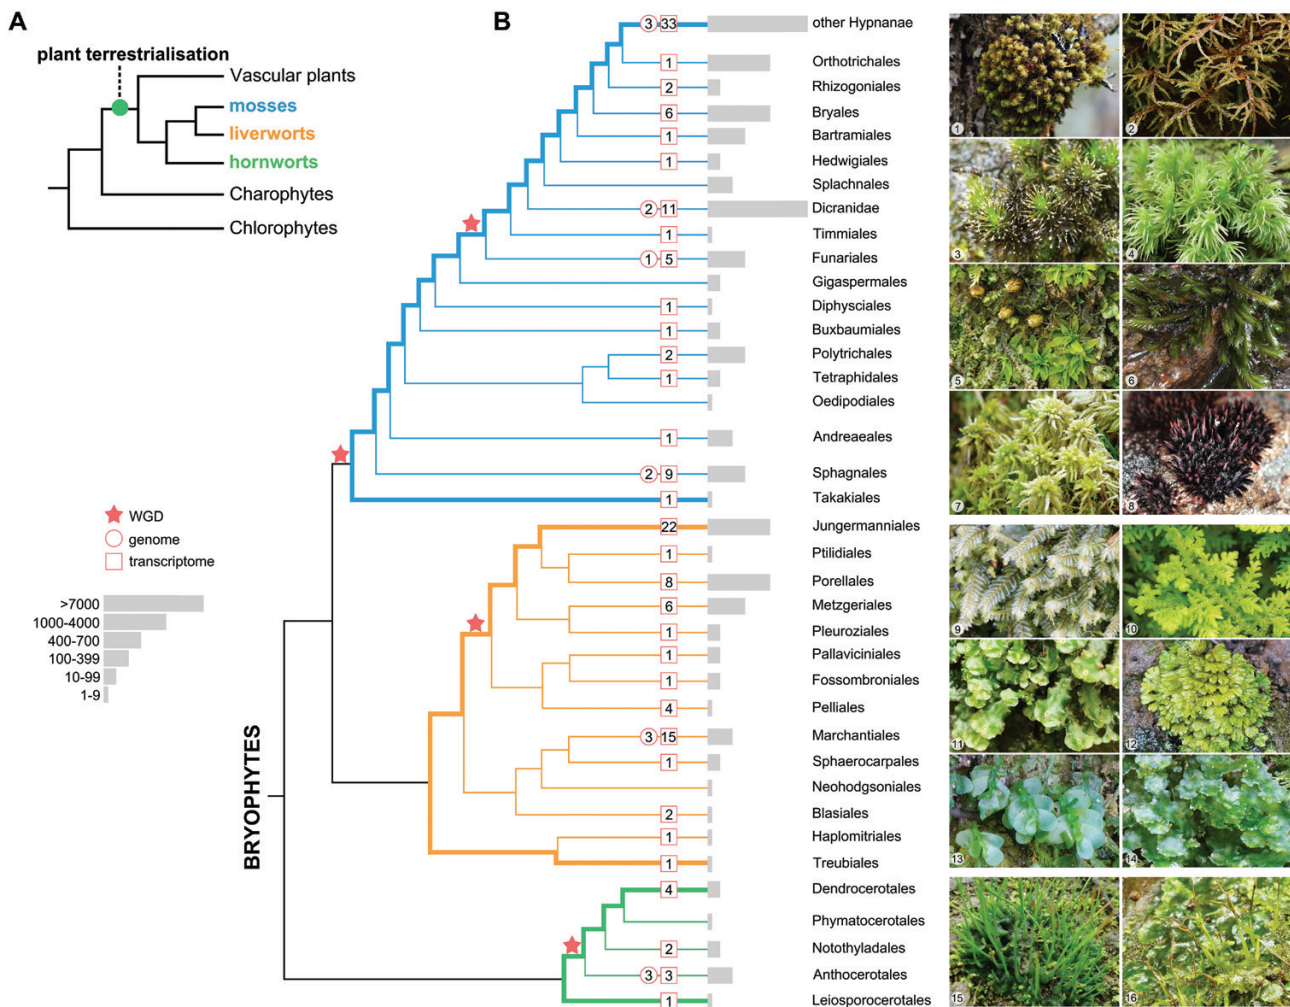 A
plant terrestrialisation
Vascular plants
mosses
liverworts
hornworts
Charophytes
Chlorophytes
WGD
genome
transcriptome
>7000
1000-4000
400-700
100-399
10-99
1-9
B
BRYOPHYTES
3 33 other Hypnanae
1 Orthotrichales
2 Rhizogoniales
6 Bryales
1 Bartramiales
1 Hedwigiales
Splachnales
2 11 Dicranidae
1 Timmiales
1 5 Funariales
Gigaspermales
1 Diphysciales
1 Buxbaumiales
2 Polytrichales
1 Tetraphidales
Oedipodiales
1 Andreaeales
2 9 Sphagnales
1 Takakiales
22 Jungermanniales
1 Ptilidiales
8 Porellales
6 Metzgeriales
1 Pleuroziales
1 Pallaviciniales
1 Fossombroniales
4 Pelliales
3 15 Marchantiales
1 Sphaerocarpales
Neohodgsoniales
2 Blasiales
1 Haplomitriales
1 Treubiales
4 Dendrocerotales
Phymatocerotales
2 Notothyladales
3 3 Anthocerotales
1 Leiosporocerotales
1
2
3
4
5
6
7
8
9
10
11
12
13
14
15
16